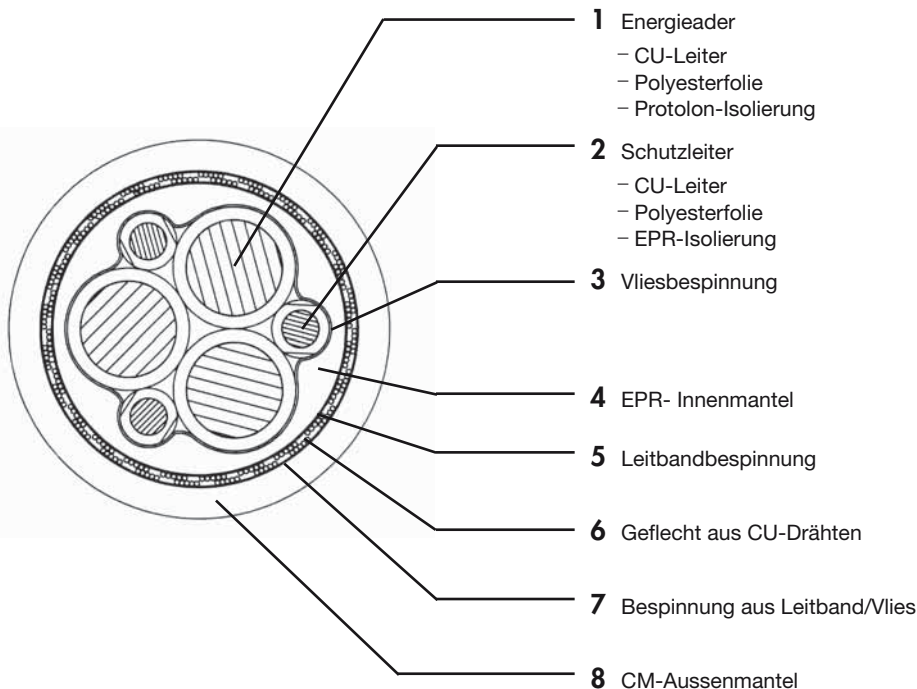 1 Energieader
– CU-Leiter
– Polyesterfolie
– Protolon-Isolierung
2 Schutzleiter
– CU-Leiter
– Polyesterfolie
– EPR-Isolierung
3 Vliesbespinnung
4 EPR- Innenmantel
5 Leitbandbespinnung
6 Geflecht aus CU-Drähten
7 Bespinnung aus Leitband/Vlies
8 CM-Aussenmantel